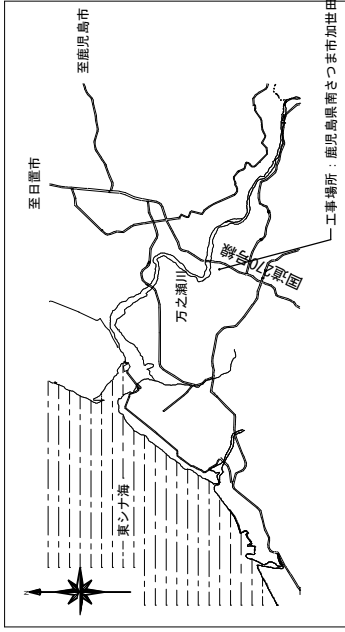 至鹿児島市
至日置市
万之瀬川
国道270号線
東シナ海
工事場所：鹿児島県南さつま市加世田
N